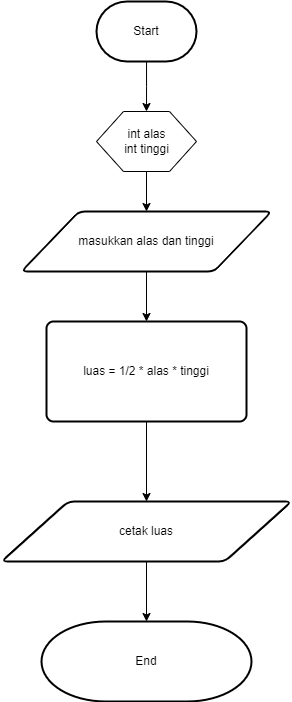 Start
int alas
int tinggi
masukkan alas dan tinggi
luas = 1/2 * alas * tinggi
cetak luas
End